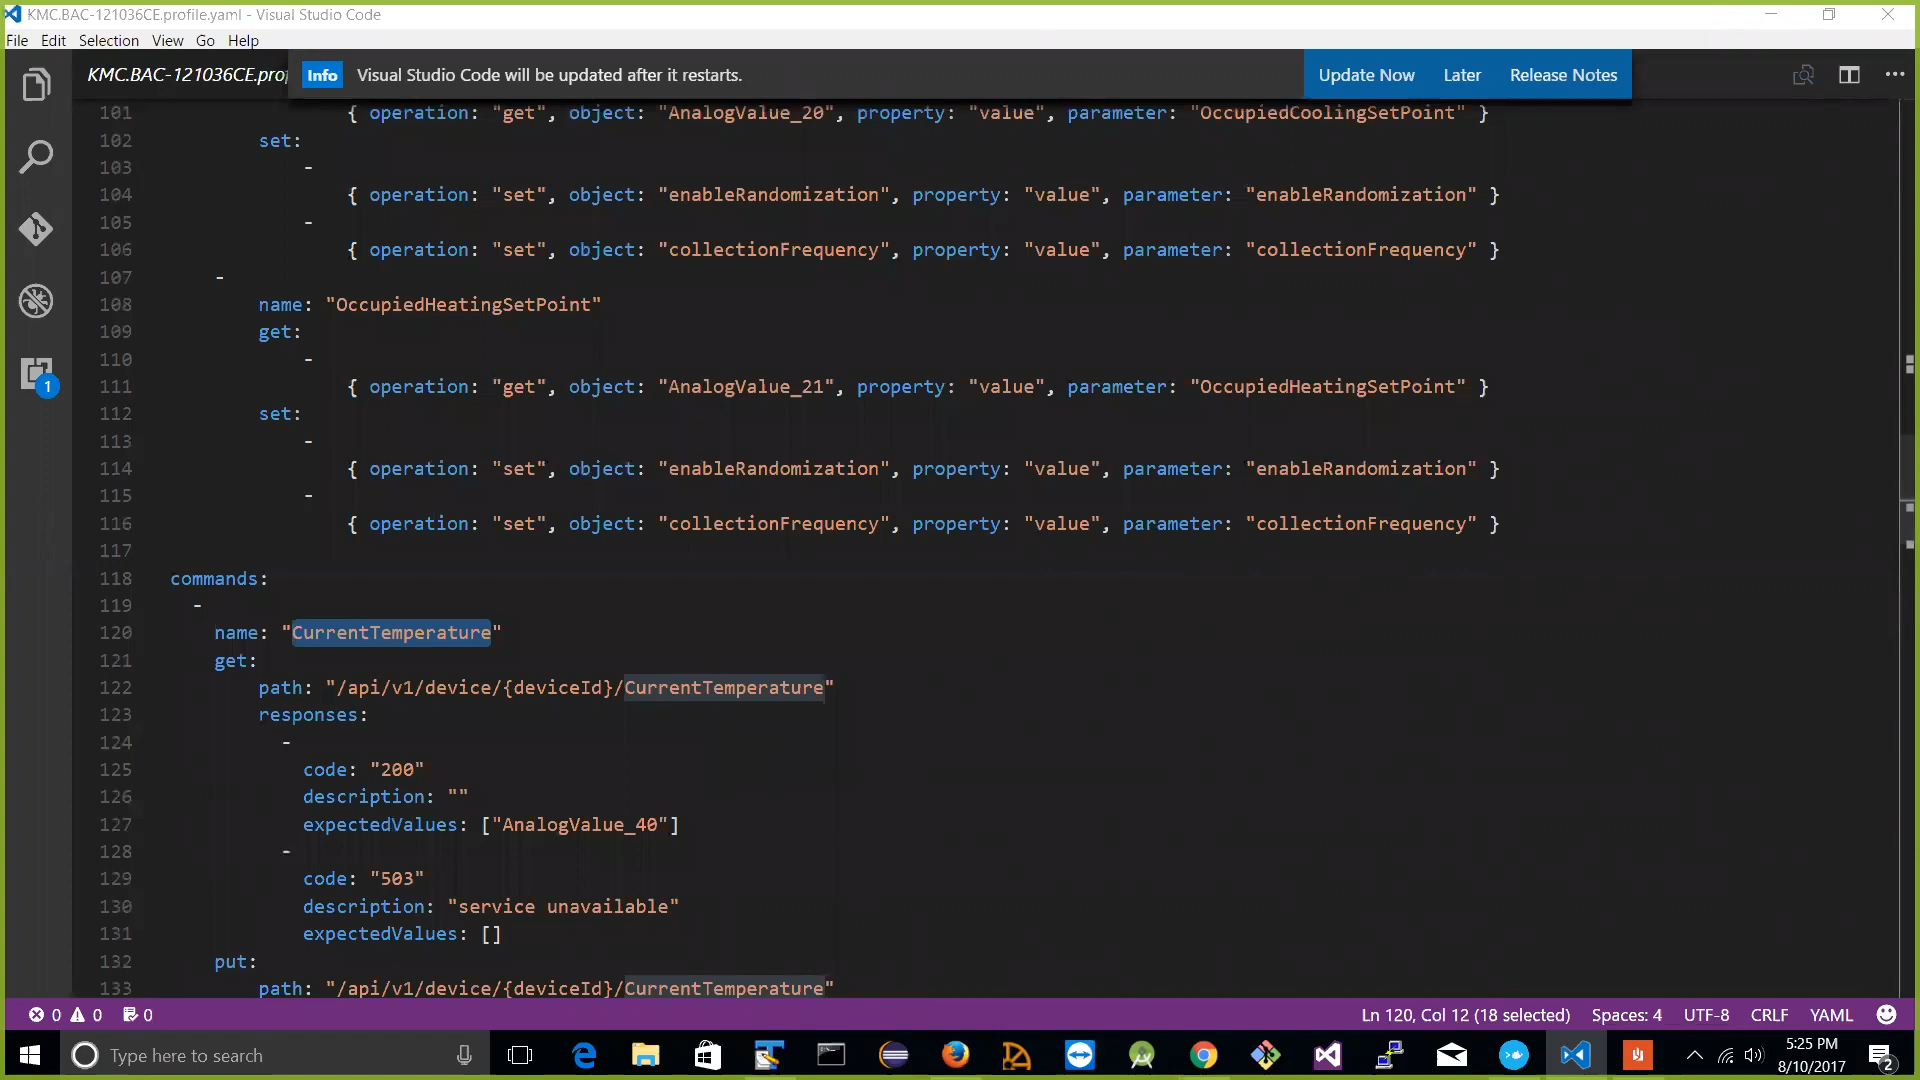 KMC.BAC-121036CE.profile.yaml - Visual Studio Code
File Edit Selection View Go Help
KMC.BAC-121036CE.prof
Info Visual Studio Code will be updated after it restarts. Update Now Later Release Notes
101 { operation: "get", object: "AnalogValue_20", property: "value", parameter: "OccupiedCoolingSetPoint" }
102 set:
103 -
104 { operation: "set", object: "enableRandomization", property: "value", parameter: "enableRandomization" }
105 -
106 { operation: "set", object: "collectionFrequency", property: "value", parameter: "collectionFrequency" }
107 -
108 name: "OccupiedHeatingSetPoint"
109 get:
110 -
111 { operation: "get", object: "AnalogValue_21", property: "value", parameter: "OccupiedHeatingSetPoint" }
112 set:
113 -
114 { operation: "set", object: "enableRandomization", property: "value", parameter: "enableRandomization" }
115 -
116 { operation: "set", object: "collectionFrequency", property: "value", parameter: "collectionFrequency" }
117
118 commands:
119 -
120 name: "CurrentTemperature"
121 get:
122 path: "/api/v1/device/{deviceId}/CurrentTemperature"
123 responses:
124 -
125 code: "200"
126 description: ""
127 expectedValues: ["AnalogValue_40"]
128 -
129 code: "503"
130 description: "service unavailable"
131 expectedValues: []
132 put:
133 path: "/api/v1/device/{deviceId}/CurrentTemperature"
1
0 0 0 Ln 120, Col 12 (18 selected) Spaces: 4 UTF-8 CRLF YAML
Type here to search
5:25 PM
8/10/2017
2